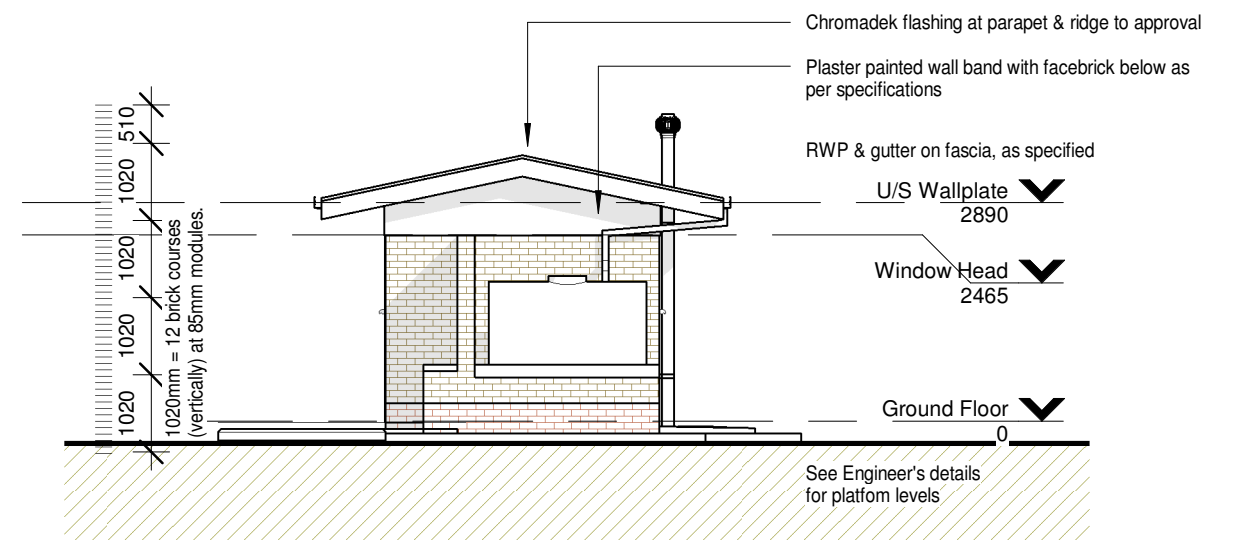 Chromadek flashing at parapet & ridge to approval
Plaster painted wall band with facebrick below as
per specifications
RWP & gutter on fascia, as specified
U/S Wallplate
2890
Window Head
2465
Ground Floor
0
See Engineer's details
for platfom levels
510
1020
1020
1020
1020
1020mm = 12 brick courses
(vertically) at 85mm modules.